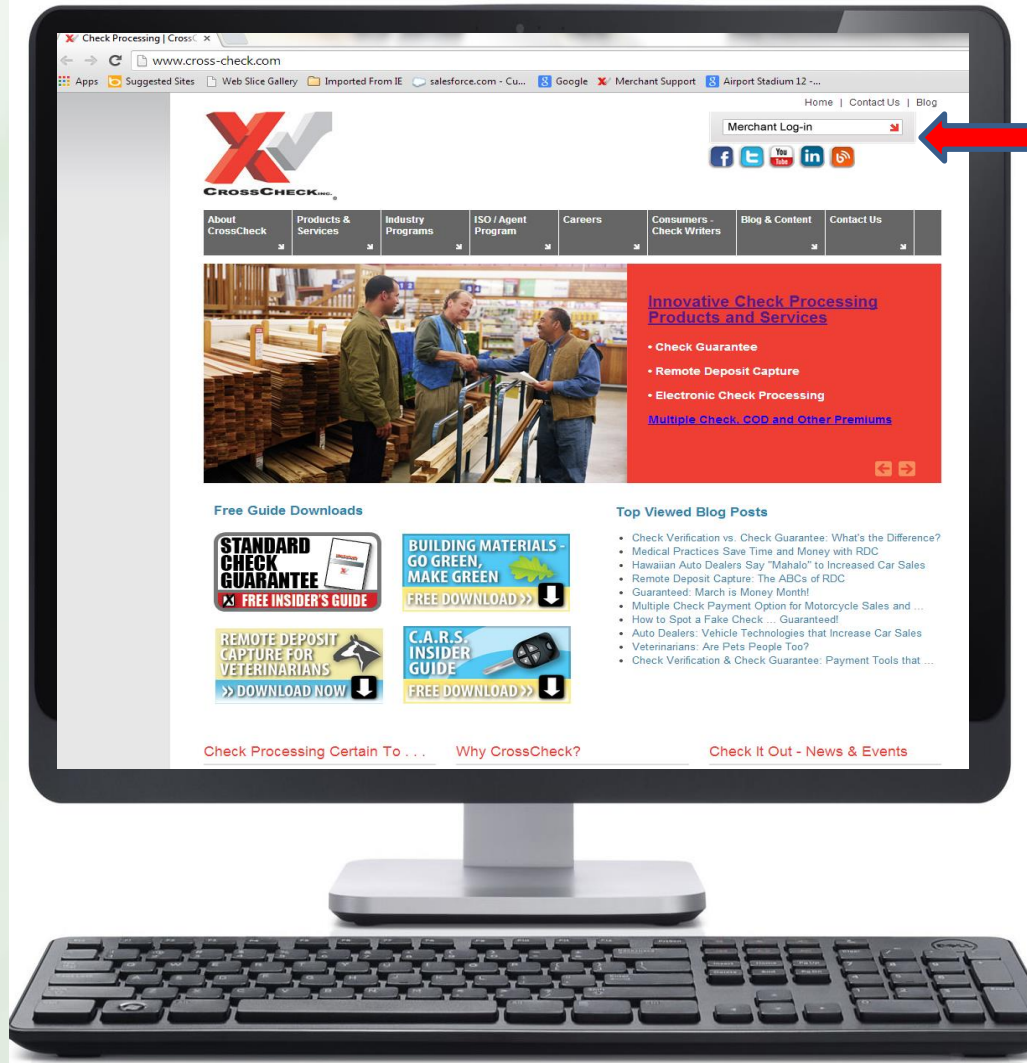 Check Processing | Cross
www.cross-check.com
Apps Suggested Sites Web Slice Gallery Imported From IE salesforce.com - Cu... Google Merchant Support Airport Stadium 12 -...
Home | Contact Us | Blog
Merchant Log-in
You
Tube
CROSSCHECK INC.
About
CrossCheck
Products &
Services
Industry
Programs
ISO / Agent
Program
Careers
Consumers -
Check Writers
Blog & Content
Contact Us
Innovative Check Processing
Products and Services
• Check Guarantee
• Remote Deposit Capture
• Electronic Check Processing
Multiple Check, COD and Other Premiums
Free Guide Downloads
STANDARD
CHECK
GUARANTEE
FREE INSIDER'S GUIDE
BUILDING MATERIALS -
GO GREEN,
MAKE GREEN
FREE DOWNLOAD >>
REMOTE DEPOSIT
CAPTURE FOR
VETERINARIANS
>> DOWNLOAD NOW
C.A.R.S.
INSIDER
GUIDE
FREE DOWNLOAD >>
Top Viewed Blog Posts
• Check Verification vs. Check Guarantee: What's the Difference?
• Medical Practices Save Time and Money with RDC
• Hawaiian Auto Dealers Say "Mahalo" to Increased Car Sales
• Remote Deposit Capture: The ABCs of RDC
• Guaranteed: March is Money Month!
• Multiple Check Payment Option for Motorcycle Sales and ...
• How to Spot a Fake Check ... Guaranteed!
• Auto Dealers: Vehicle Technologies that Increase Car Sales
• Veterinarians: Are Pets People Too?
• Check Verification & Check Guarantee: Payment Tools that ...
Check Processing Certain To . . .
Why CrossCheck?
Check It Out - News & Events
DELL